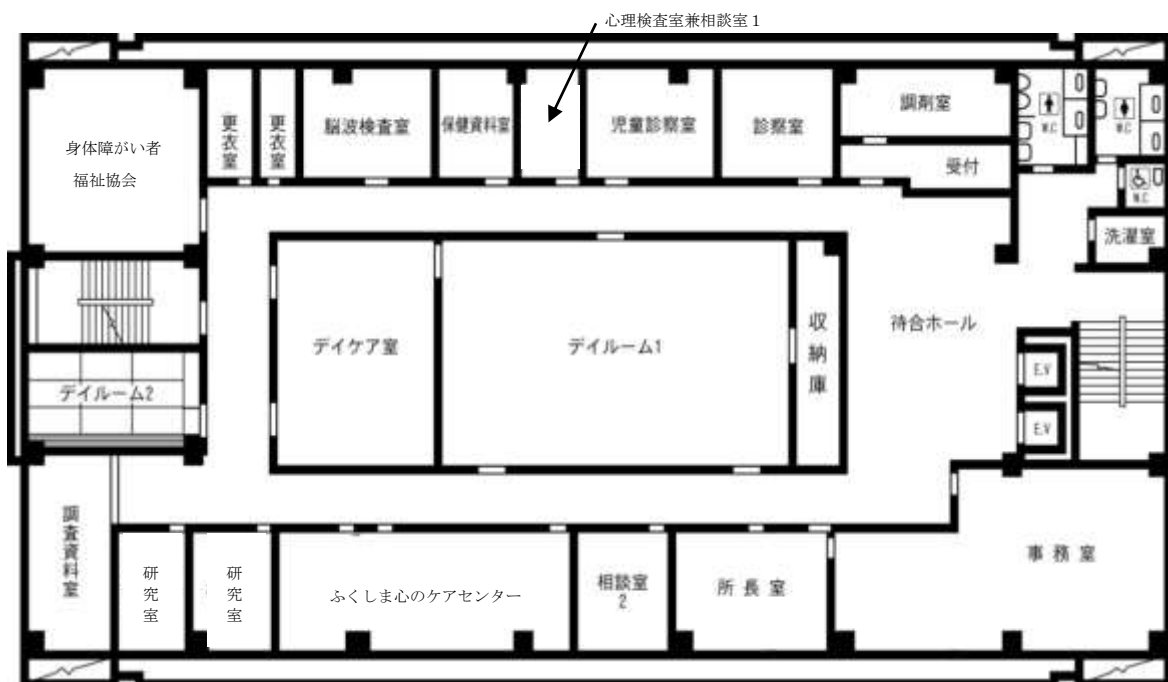 心理検査室兼相談室1
身体障がい者
福祉協会
更衣室
更衣室
脳波検査室
保健資料室
児童診察室
診察室
調剤室
受付
W.C
W.C
W.C
洗濯室
デイケア室
デイルーム1
収納庫
待合ホール
E.V
E.V
デイルーム2
調査資料室
研究室
研究室
ふくしま心のケアセンター
相談室
2
所長室
事務室